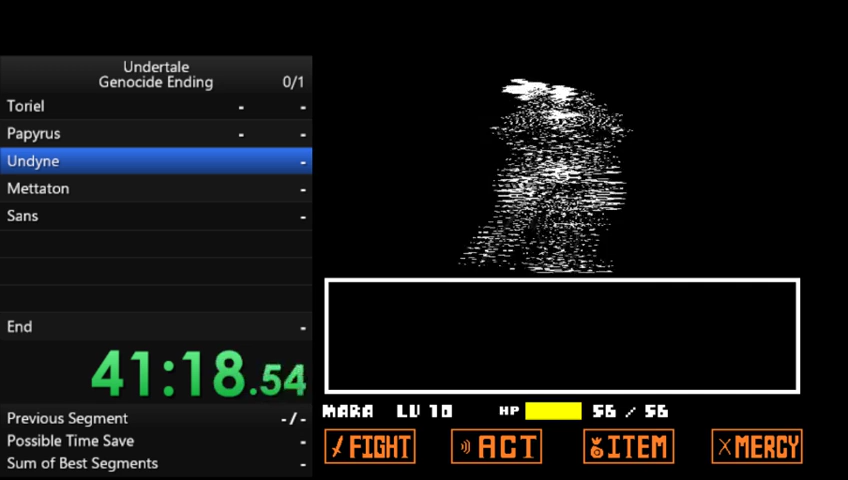 Undertale
Genocide Ending 0/1
Toriel - -
Papyrus - -
Undyne -
Mettaton -
Sans -
End -
41:18.54
Previous Segment -/-
Possible Time Save -
Sum of Best Segments -
MARA LV 10 HP 56 / 56
FIGHT ACT ITEM MERCY